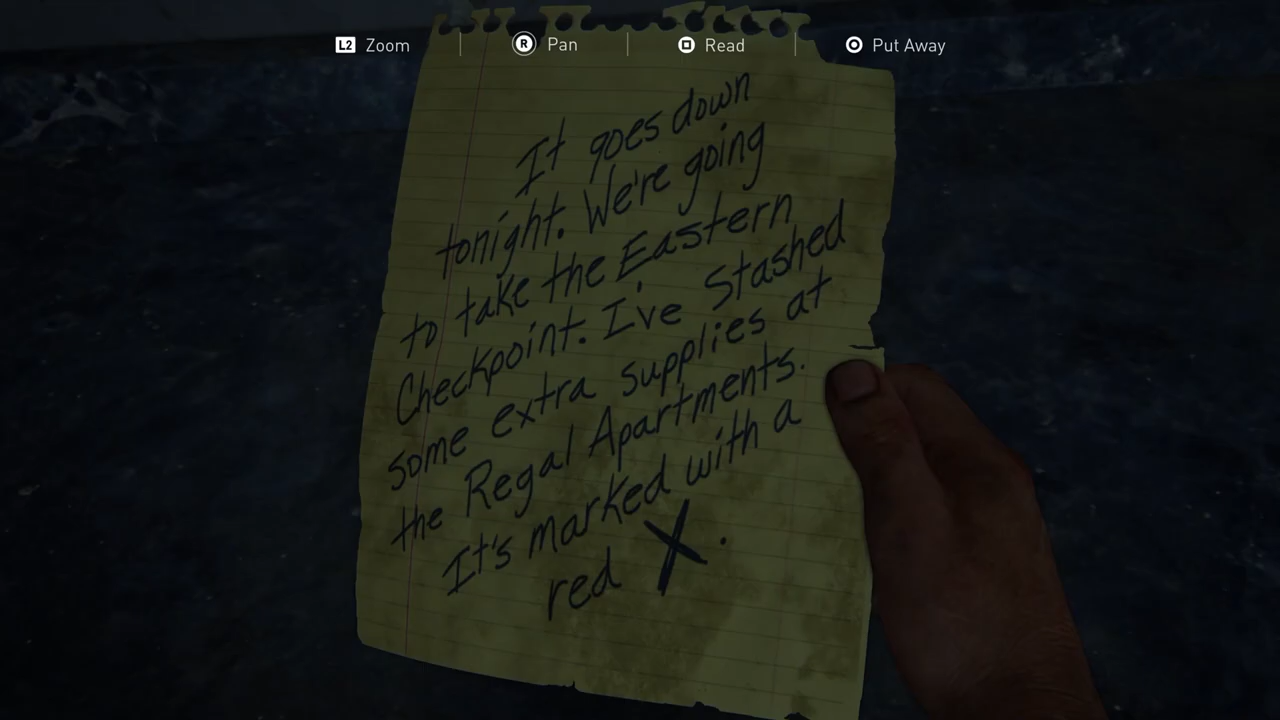 L2 Zoom R Pan Read Put Away
It goes down
tonight. We're going
to take the Eastern
Checkpoint. I've Stashed
some extra supplies at
the Regal Apartments.
It's marked with a
red X.